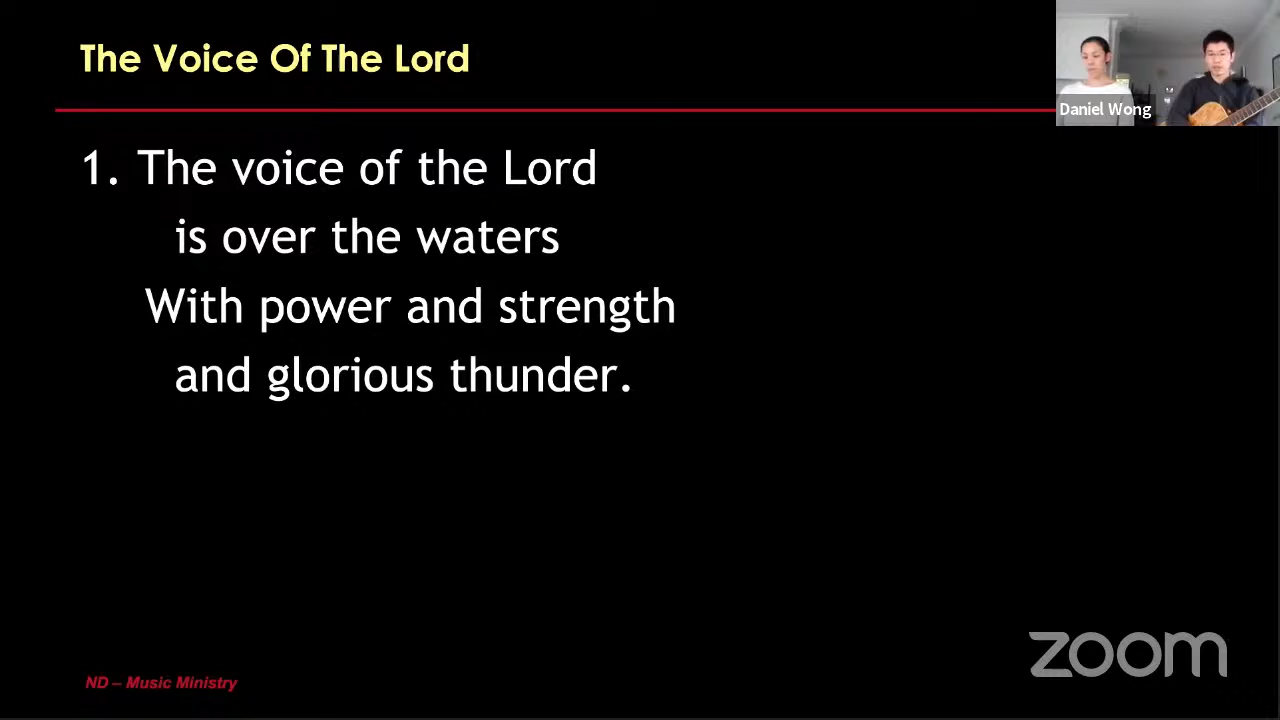 The Voice Of The Lord
Daniel Wong
1. The voice of the Lord
is over the waters
With power and strength
and glorious thunder.
ND – Music Ministry
zoom